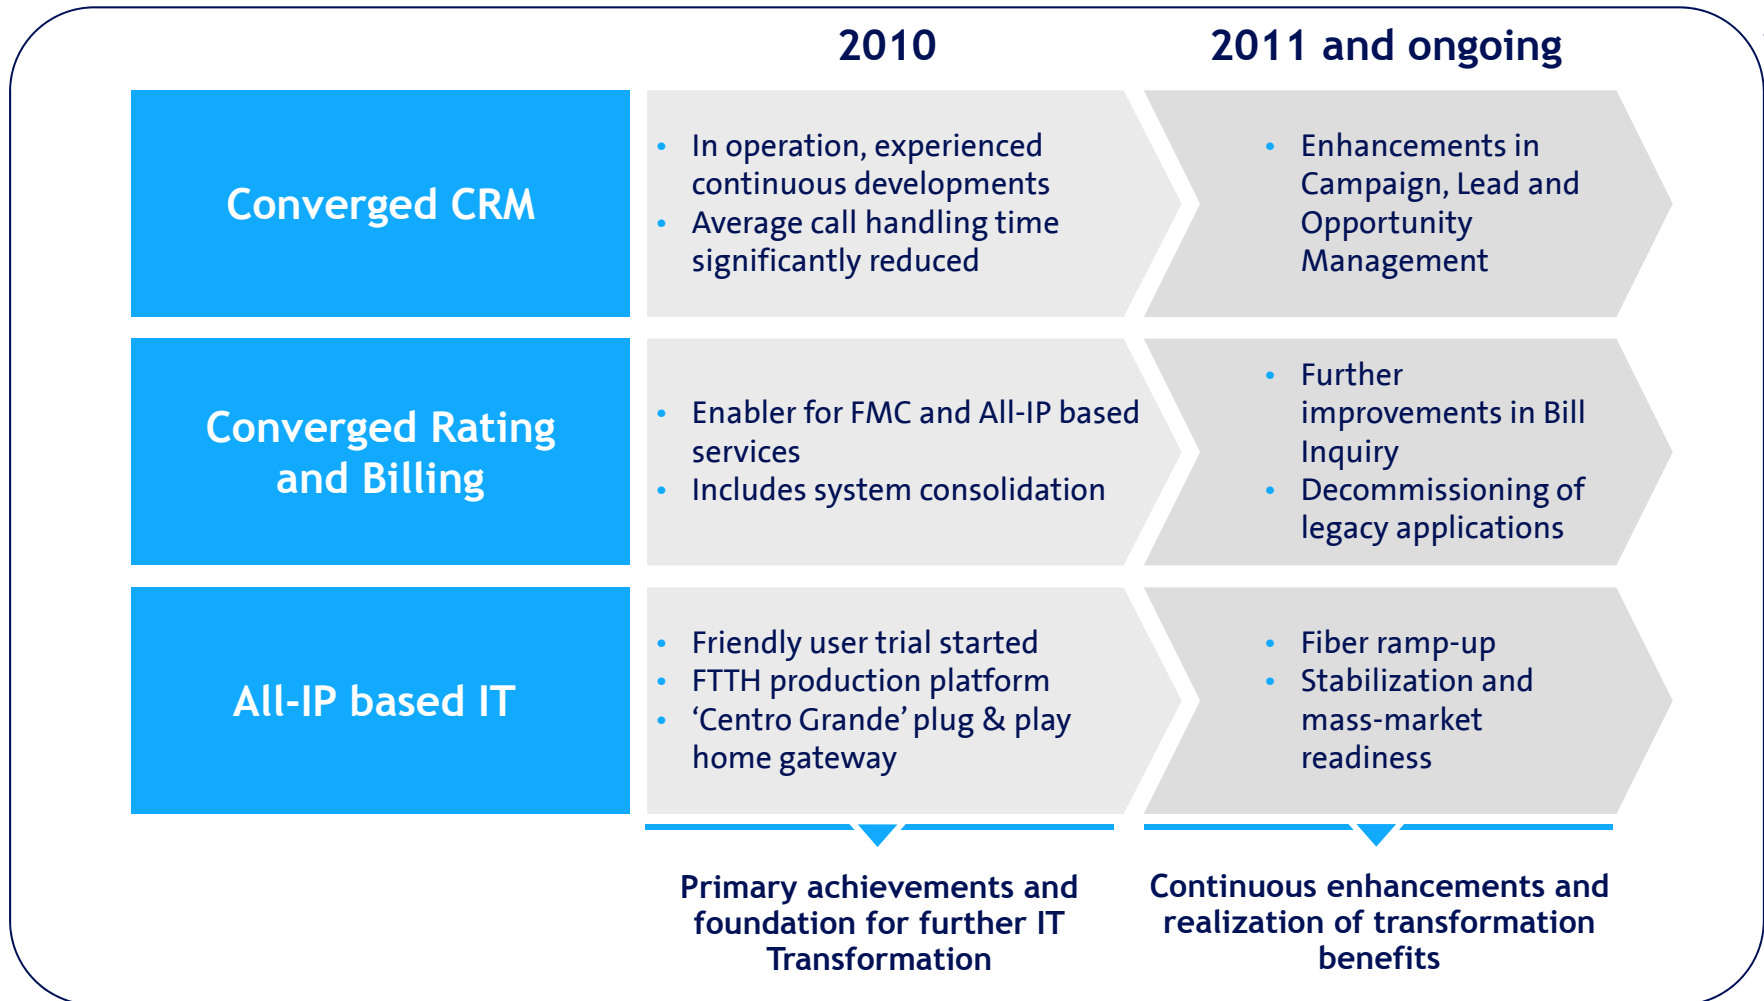 2010
2011 and ongoing
Converged CRM
• In operation, experienced
continuous developments
• Average call handling time
significantly reduced
• Enhancements in
Campaign, Lead and
Opportunity
Management
Converged Rating
and Billing
• Enabler for FMC and All-IP based
services
• Includes system consolidation
• Further
improvements in Bill
Inquiry
• Decommissioning of
legacy applications
All-IP based IT
• Friendly user trial started
• FTTH production platform
• ‘Centro Grande’ plug & play
home gateway
• Fiber ramp-up
• Stabilization and
mass-market
readiness
Primary achievements and
foundation for further IT
Transformation
Continuous enhancements and
realization of transformation
benefits